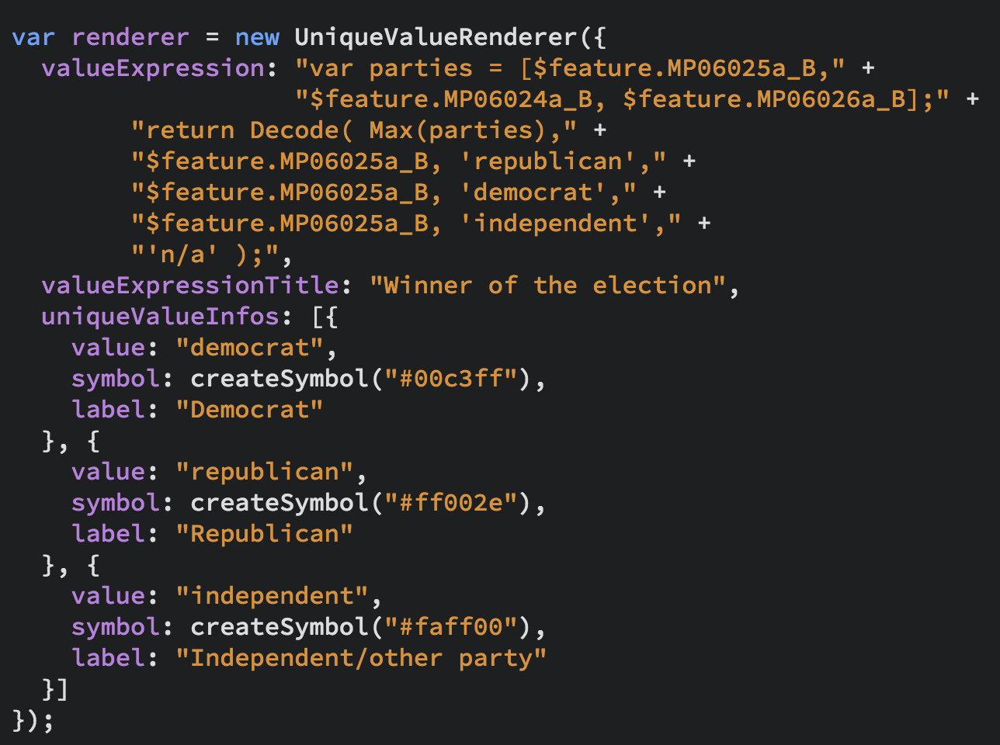 var renderer = new UniqueValueRenderer({
  valueExpression: "var parties = [$feature.MP06025a_B," +
                   "$feature.MP06024a_B, $feature.MP06026a_B];" +
        "return Decode( Max(parties)," +
        "$feature.MP06025a_B, 'republican'," +
        "$feature.MP06025a_B, 'democrat'," +
        "$feature.MP06025a_B, 'independent'," +
        "'n/a' );",
  valueExpressionTitle: "Winner of the election",
  uniqueValueInfos: [{
    value: "democrat",
    symbol: createSymbol("#00c3ff"),
    label: "Democrat"
  }, {
    value: "republican",
    symbol: createSymbol("#ff002e"),
    label: "Republican"
  }, {
    value: "independent",
    symbol: createSymbol("#faff00"),
    label: "Independent/other party"
  }]
});